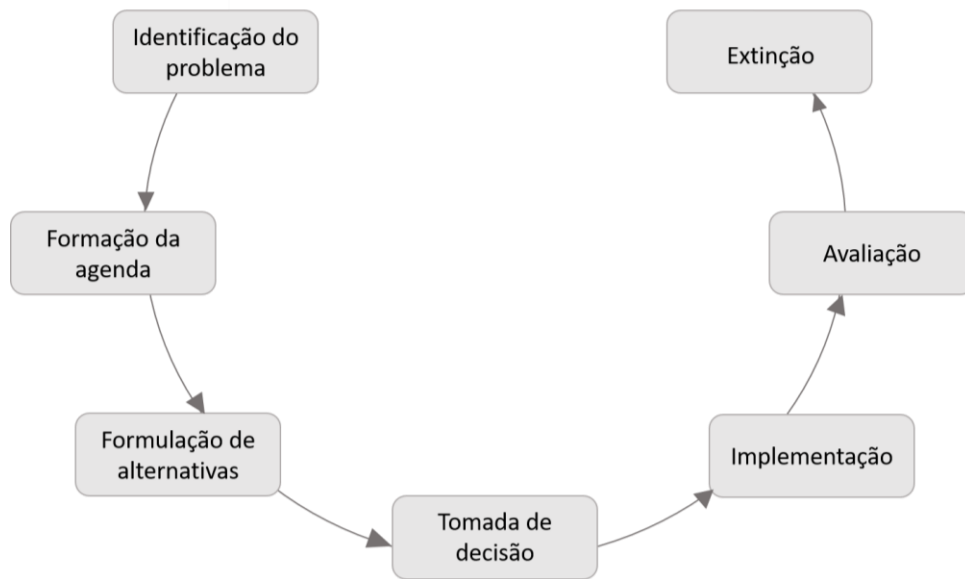 Identificação do
problema
Formação da
agenda
Formulação de
alternativas
Tomada de
decisão
Implementação
Avaliação
Extinção